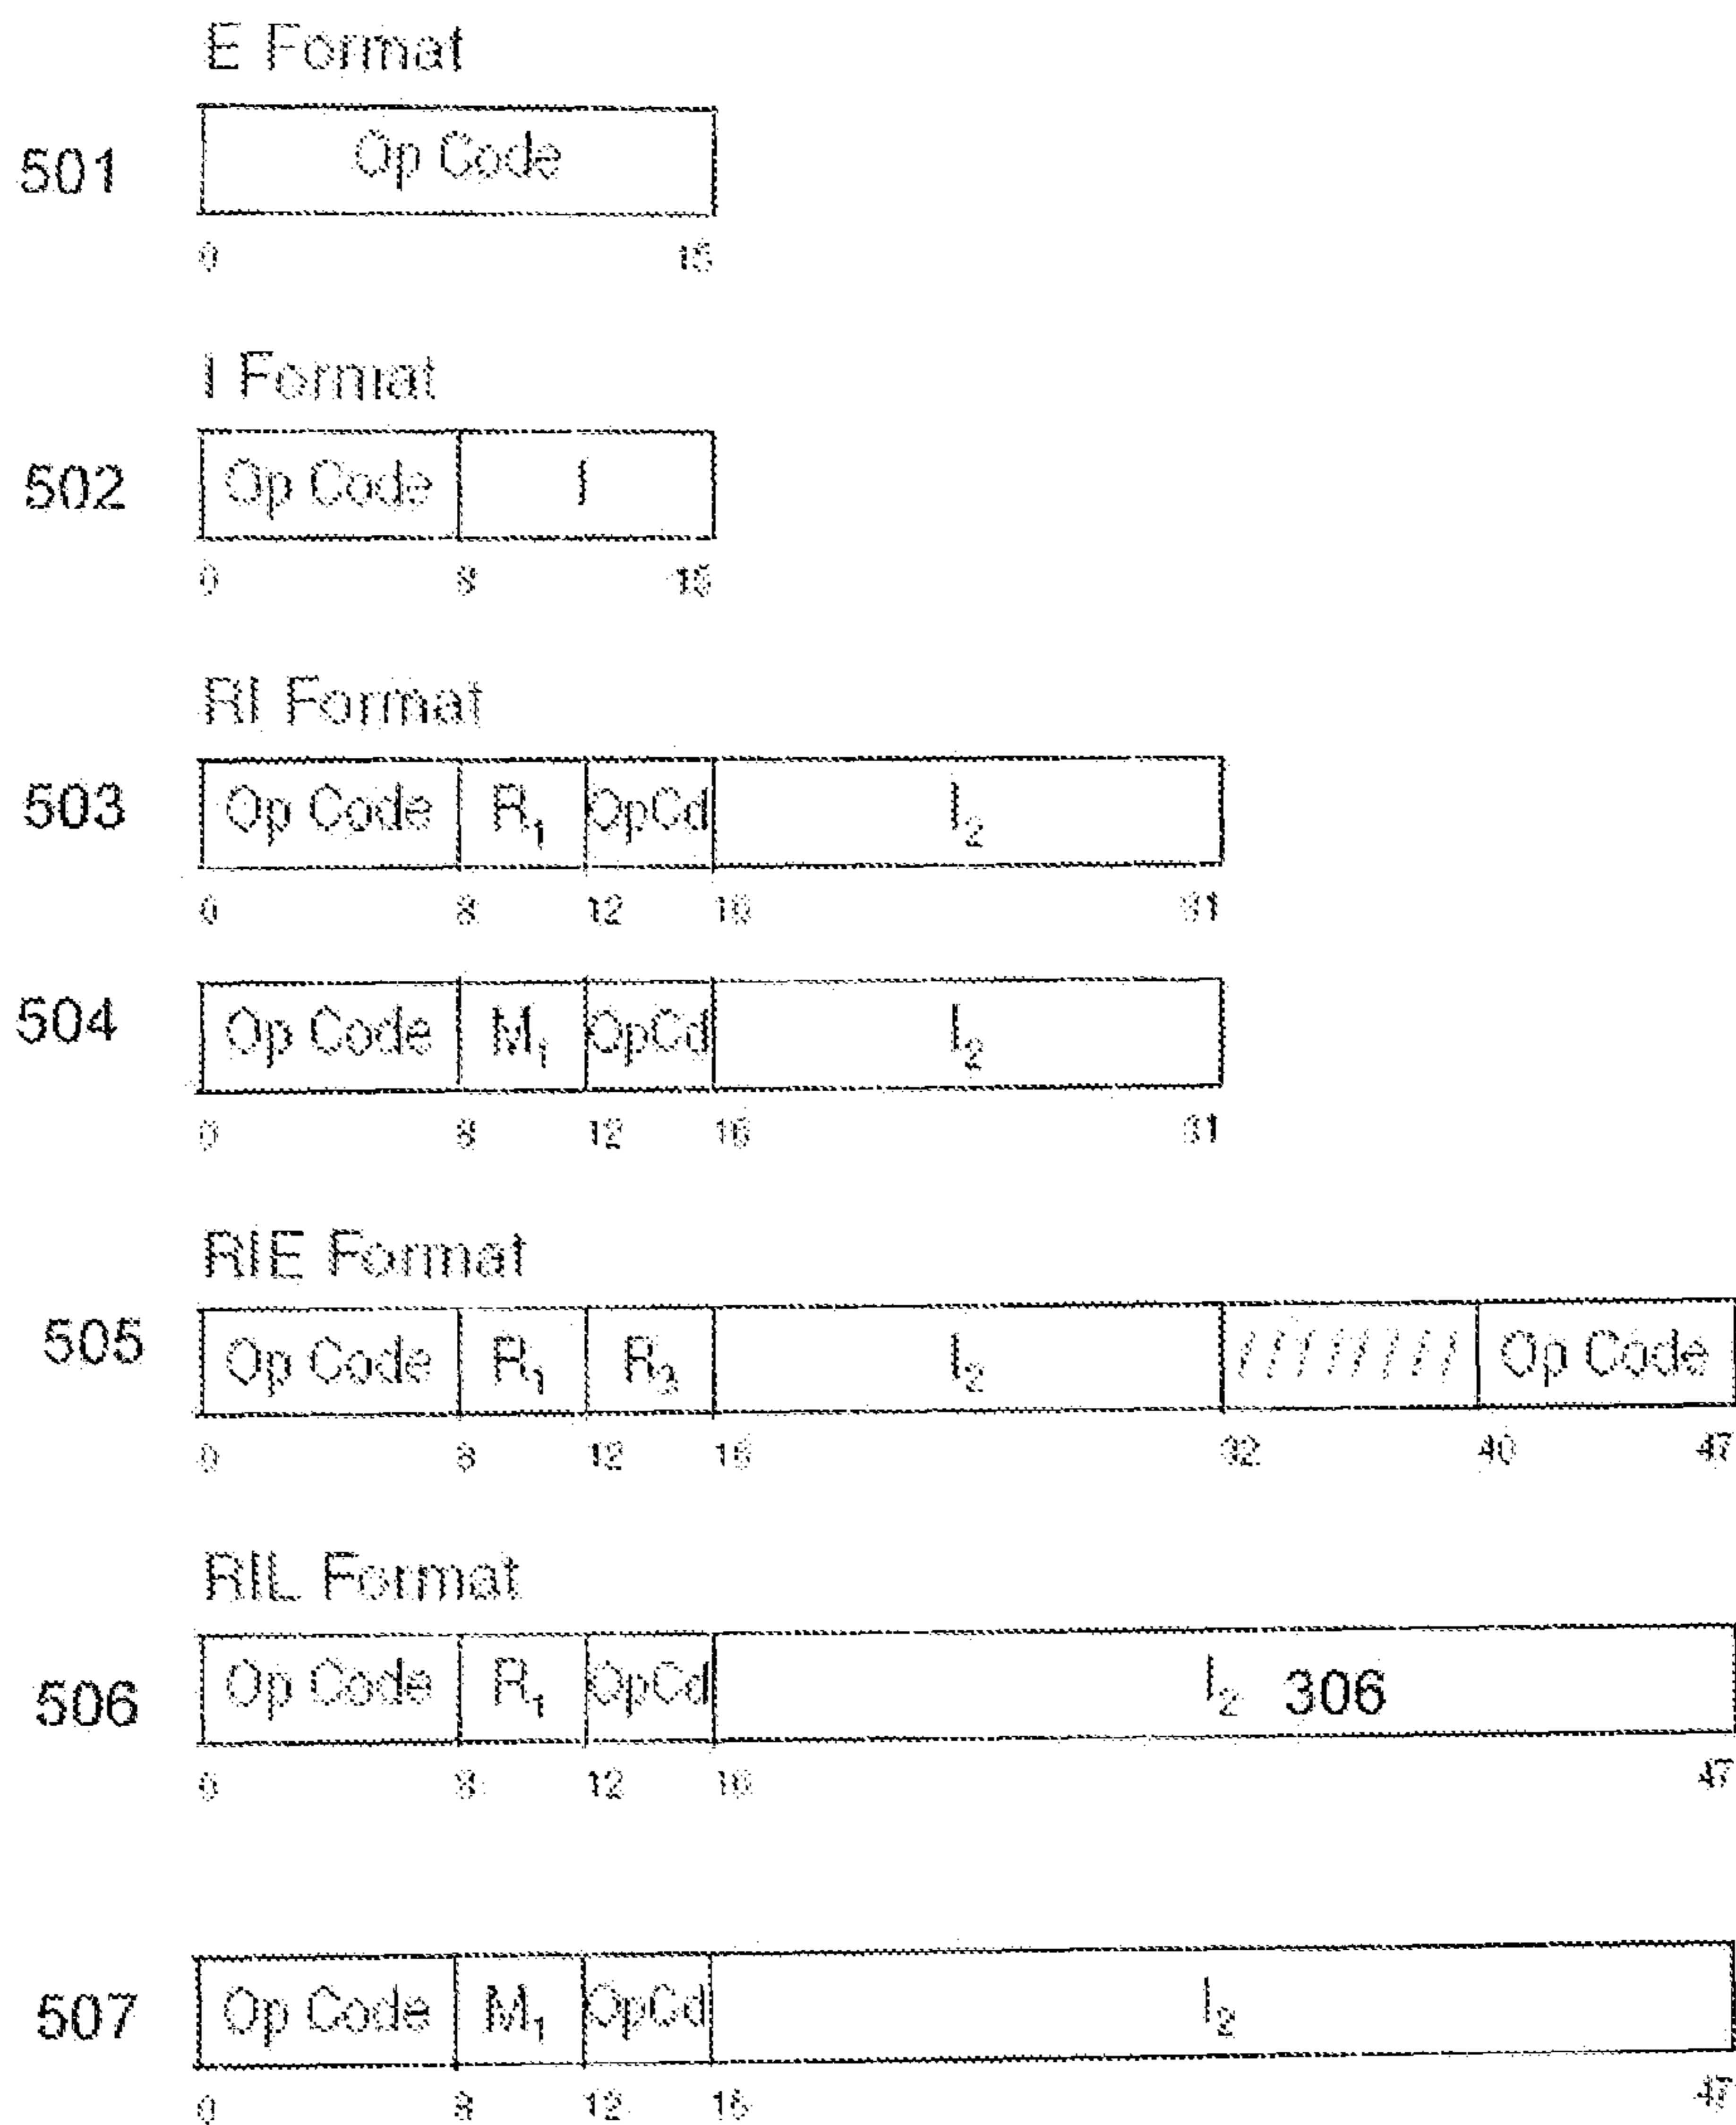 E Format
501 Op Code
0 15
I Format
502 Op Code I
0 8 15
RI Format
503 Op Code R₁ OpCd I₂
0 8 12 16 31
504 Op Code M₁ OpCd I₂
0 8 12 16 31
RIE Format
505 Op Code R₁ R₃ I₂ //////// Op Code
0 8 12 16 32 40 47
RIL Format
506 Op Code R₁ OpCd I₂ 306
0 8 12 16 47
507 Op Code M₁ OpCd I₂
0 8 12 16 47